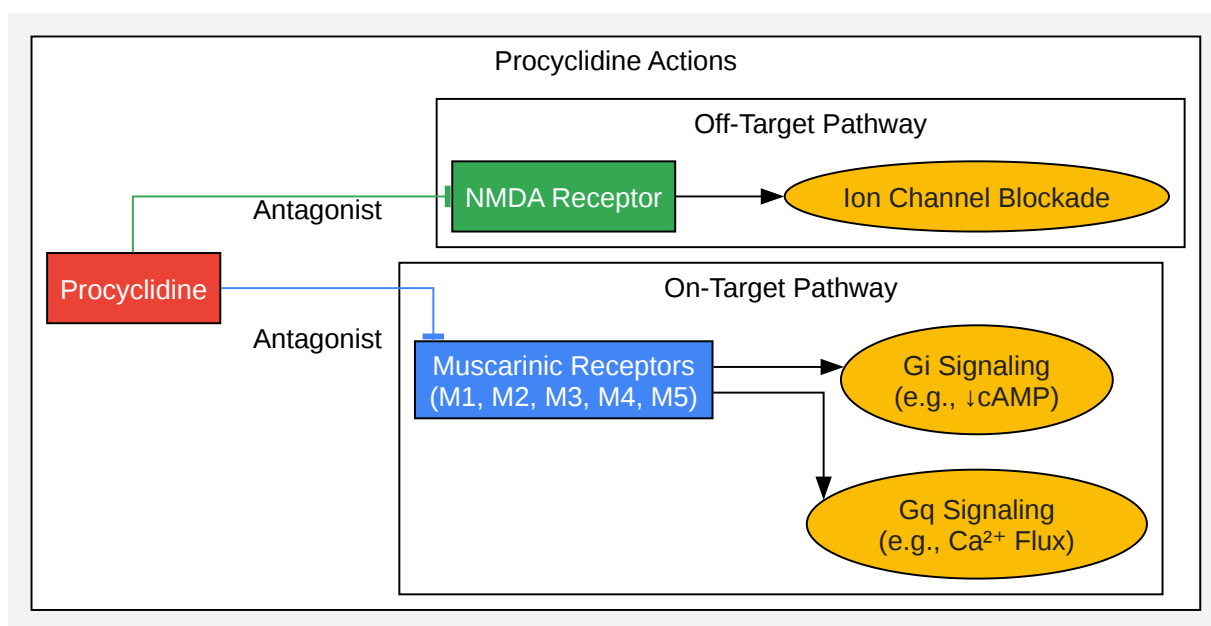 Procyclidine Actions
Off-Target Pathway
NMDA Receptor
Ion Channel Blockade
Antagonist
Procyclidine
On-Target Pathway
Antagonist
Muscarinic Receptors
(M1, M2, M3, M4, M5)
Gi Signaling
(e.g., ↓cAMP)
Gq Signaling
(e.g., Ca²⁺ Flux)